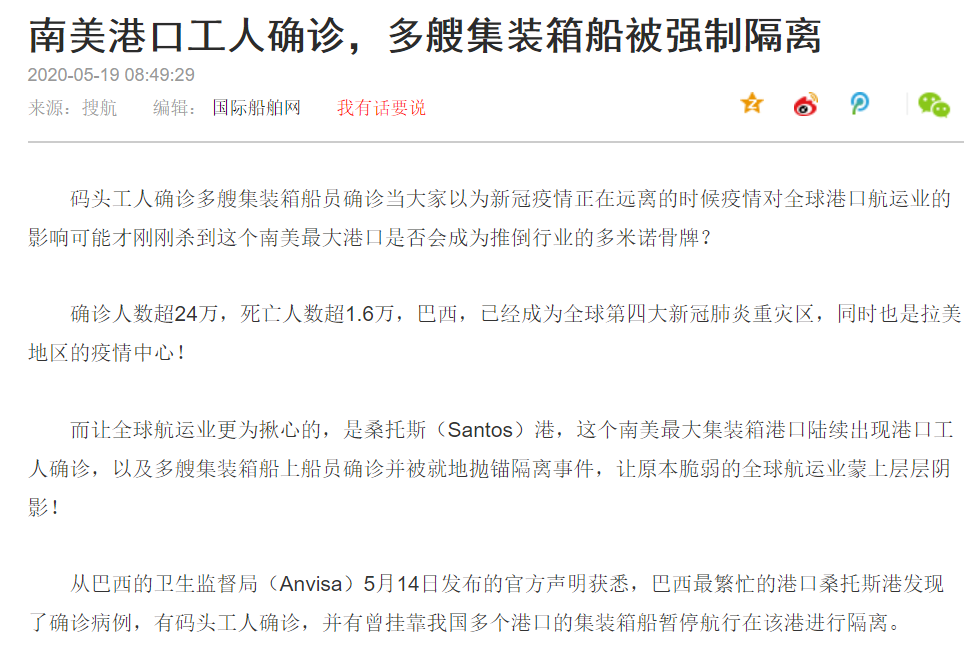 南美港口工人确诊，多艘集装箱船被强制隔离
2020-05-19 08:49:29
来源：搜航 编辑：国际船舶网 我有话要说
码头工人确诊多艘集装箱船员确诊当大家以为新冠疫情正在远离的时候疫情对全球港口航运业的
影响可能才刚刚杀到这个南美最大港口是否会成为推倒行业的多米诺骨牌？
确诊人数超24万，死亡人数超1.6万，巴西，已经成为全球第四大新冠肺炎重灾区，同时也是拉美
地区的疫情中心！
而让全球航运业更为揪心的，是桑托斯（Santos）港，这个南美最大集装箱港口陆续出现港口工
人确诊，以及多艘集装箱船上船员确诊并被就地抛锚隔离事件，让原本脆弱的全球航运业蒙上层层阴
影！
从巴西的卫生监督局（Anvisa）5月14日发布的官方声明获悉，巴西最繁忙的港口桑托斯港发现
了确诊病例，有码头工人确诊，并有曾挂靠我国多个港口的集装箱船暂停航行在该港进行隔离。